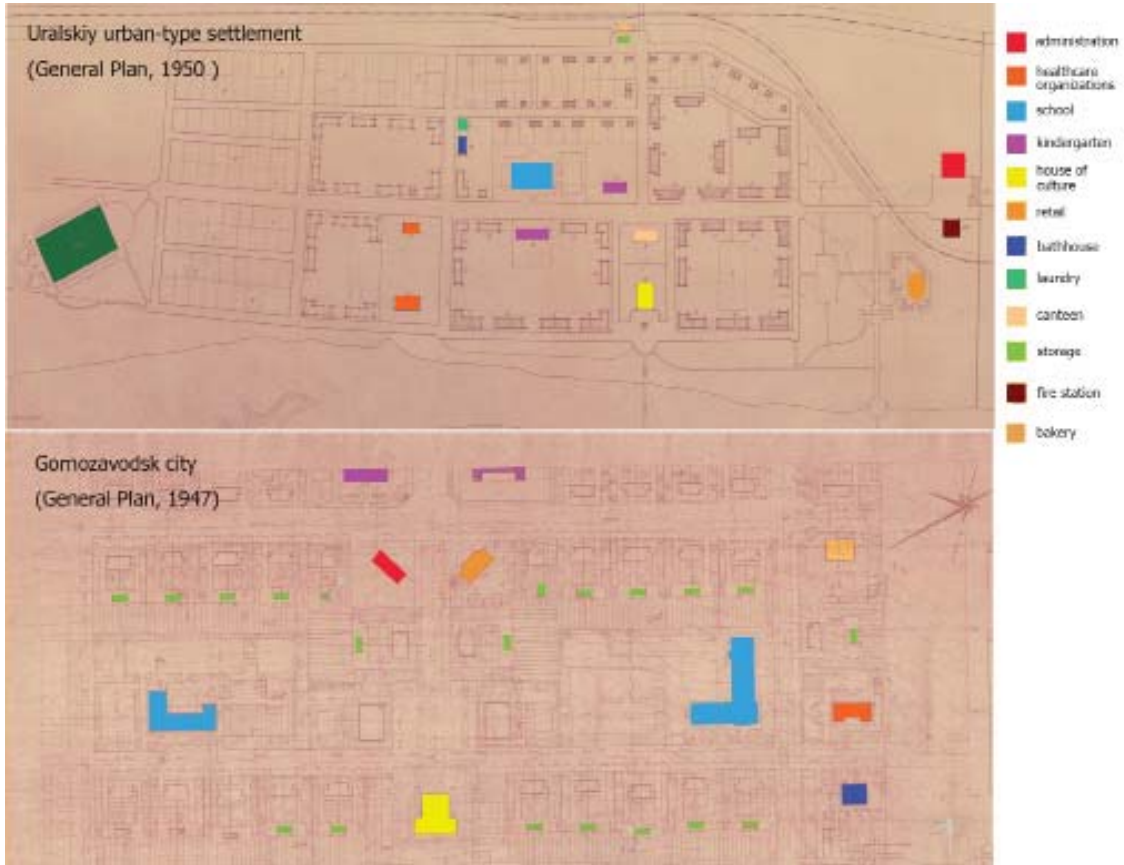 Uralskiy urban-type settlement
(General Plan, 1950 )
administration
healthcare
organizations
school
kindergarten
house of
culture
retail
bathhouse
laundry
canteen
storage
fire station
bakery
Gomozavodsk city
(General Plan, 1947)